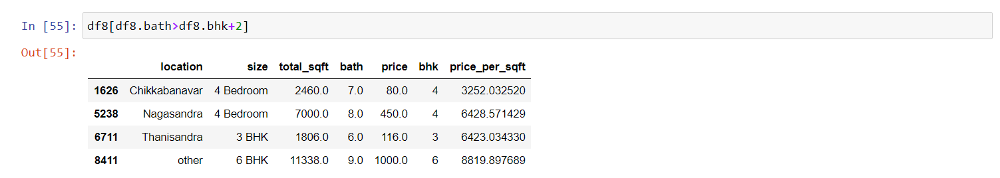 In [55]: df8[df8.bath>df8.bhk+2]
Out[55]:
location size total_sqft bath price bhk price_per_sqft
1626 Chikkabanavar 4 Bedroom 2460.0 7.0 80.0 4 3252.032520
5238 Nagasandra 4 Bedroom 7000.0 8.0 450.0 4 6428.571429
6711 Thanisandra 3 BHK 1806.0 6.0 116.0 3 6423.034330
8411 other 6 BHK 11338.0 9.0 1000.0 6 8819.897689